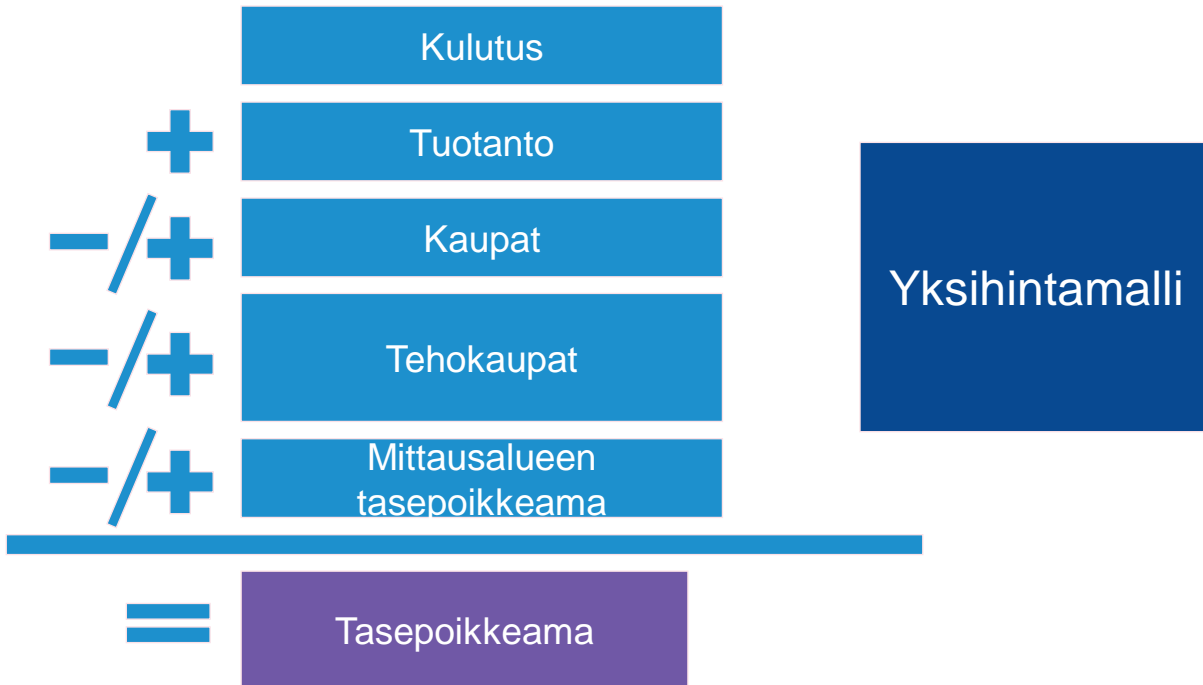 Kulutus
+ Tuotanto
-/+ Kaupat
Yksihintamalli
-/+ Tehokaupat
-/+ Mittausalueen
tasepoikkeama
= Tasepoikkeama